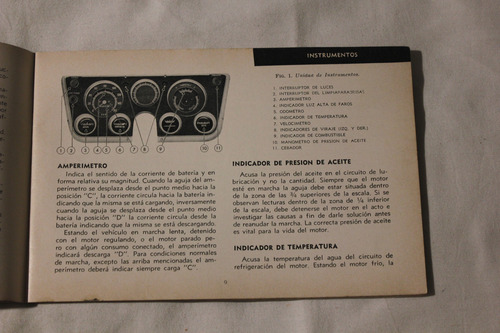 INSTRUMENTOS
FIG. 1. Unidad de Instrumentos.
1. INTERRUPTOR DE LUCES
2. INTERRUPTOR DEL LIMPIAPARABRISAS
3. AMPERIMETRO
4. INDICADOR LUZ ALTA DE FAROS
5. ODOMETRO
6. INDICADOR DE TEMPERATURA
7. VELOCIMETRO
8. INDICADORES DE VIRAJE (IZQ. Y DER.)
9. INDICADOR DE COMBUSTIBLE
10. MANOMETRO DE PRESION DE ACEITE
11. CEBADOR
1 2 3 4 5 6 7 8 9 10 11
AMPERIMETRO
Indica el sentido de la corriente de batería y en
forma relativa su magnitud. Cuando la aguja del am-
perímetro se desplaza desde el punto medio hacia la
posición "C", la corriente circula hacia la batería in-
dicando que la misma se está cargando, inversamente
cuando la aguja se desplaza desde el punto medio
hacia la posición "D" la corriente circula desde la
batería indicando que la misma se está descargando.
Estando el vehículo en marcha lenta, detenido
con el motor regulando, o el motor parado pe-
ro con algún consumo conectado, el amperímetro
indicará descarga "D". Para condiciones normales
de marcha, excepto las arriba mencionadas el am-
perímetro deberá indicar siempre carga "C".
INDICADOR DE PRESION DE ACEITE
Acusa la presión del aceite en el circuito de lu-
bricación y no la cantidad. Siempre que el motor
esté en marcha la aguja debe estar situada dentro
de la zona de las ¾ superiores de la escala. Si se
observan lecturas dentro de la zona de ¼ inferior
de la escala, debe detenerse el motor en el acto e
investigar las causas a fin de darle solución antes
de reanudar la marcha. La correcta presión de aceite
es vital para la vida del motor.
INDICADOR DE TEMPERATURA
Acusa la temperatura del agua del circuito de
refrigeración del motor. Estando el motor frío, la